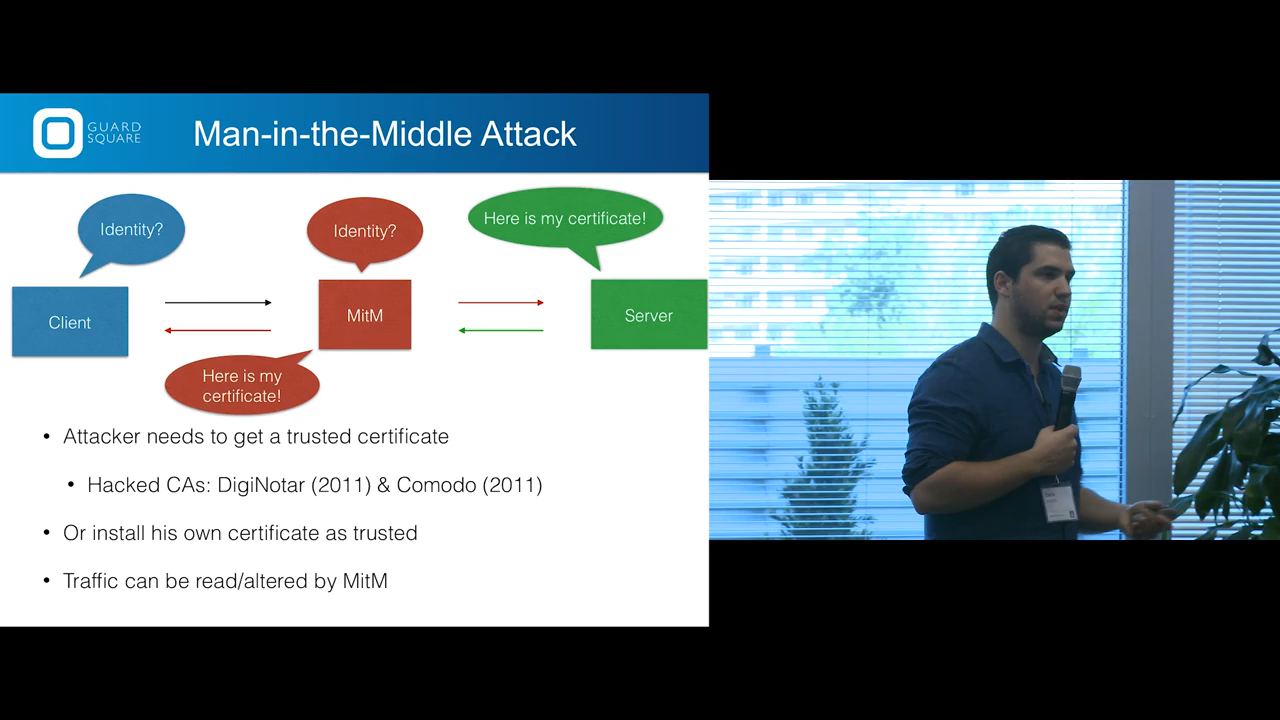 GUARD
SQUARE
Man-in-the-Middle Attack
Identity?
Identity?
Here is my certificate!
Client
MitM
Server
Here is my
certificate!
• Attacker needs to get a trusted certificate
• Hacked CAs: DigiNotar (2011) & Comodo (2011)
• Or install his own certificate as trusted
• Traffic can be read/altered by MitM